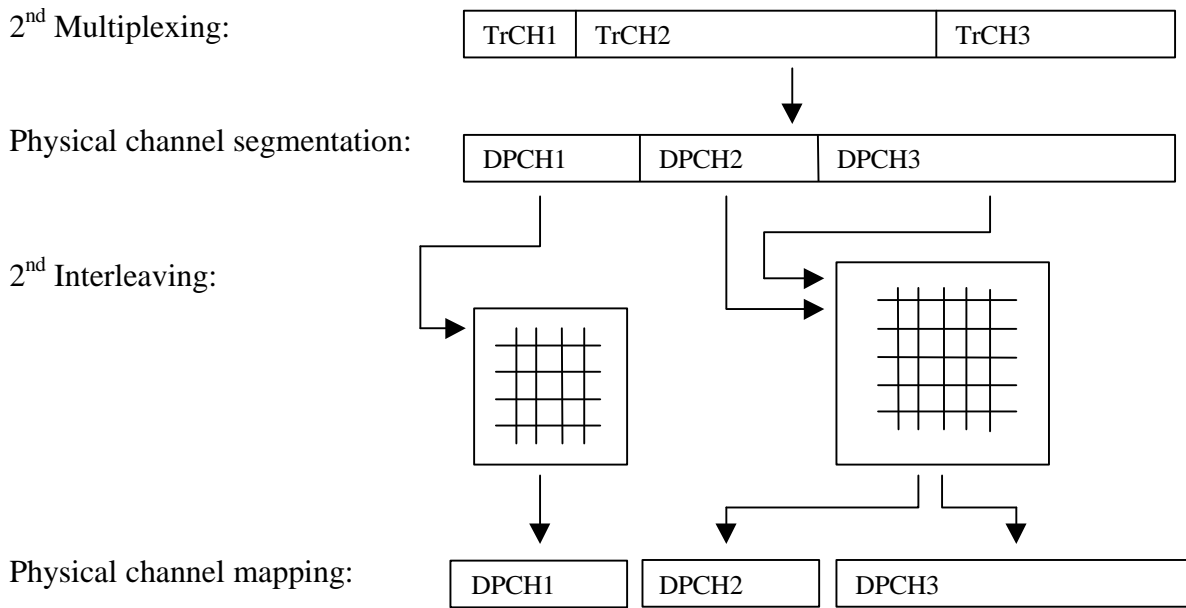 2nd Multiplexing:
TrCH1 TrCH2 TrCH3
Physical channel segmentation:
DPCH1 DPCH2 DPCH3
2nd Interleaving:
Physical channel mapping:
DPCH1 DPCH2 DPCH3